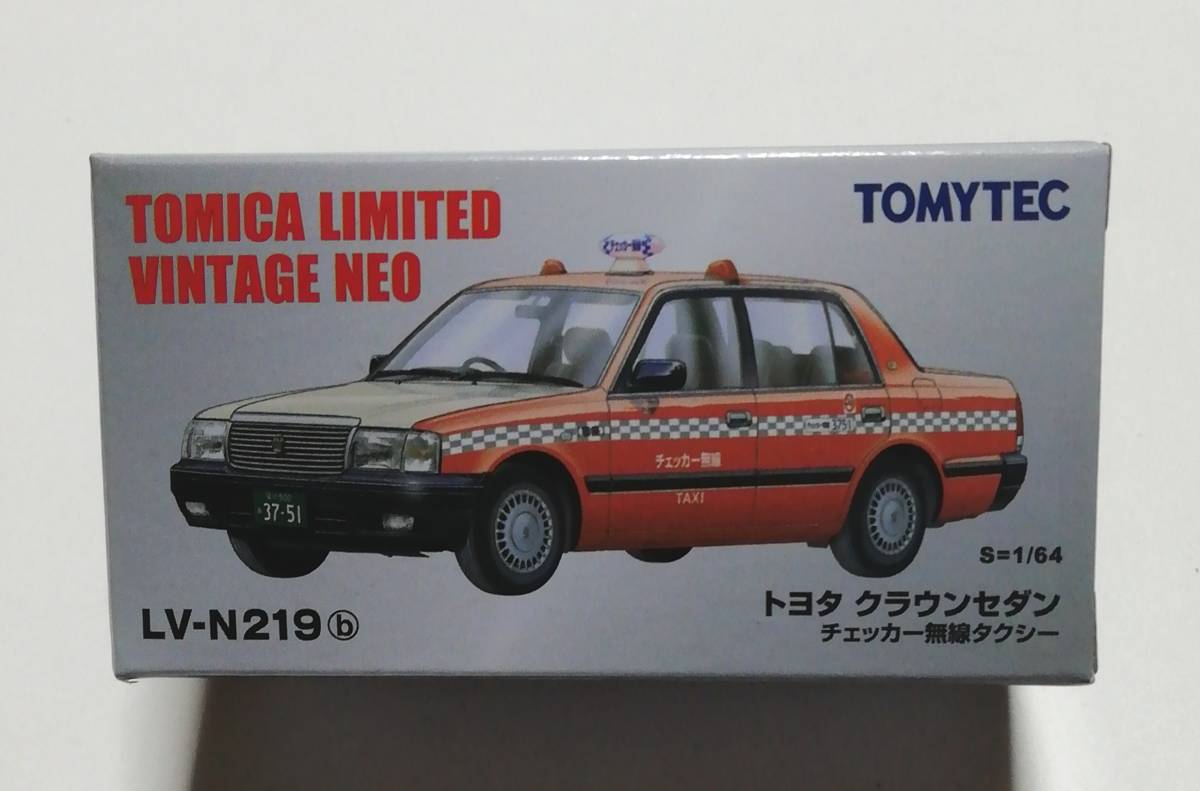 TOMICA LIMITED
VINTAGE NEO
TOMYTEC
チェッカー無線
3751
チェッカー無線
TAXI
37-51
S=1/64
LV-N219ⓑ
トヨタ クラウンセダン
チェッカー無線タクシー